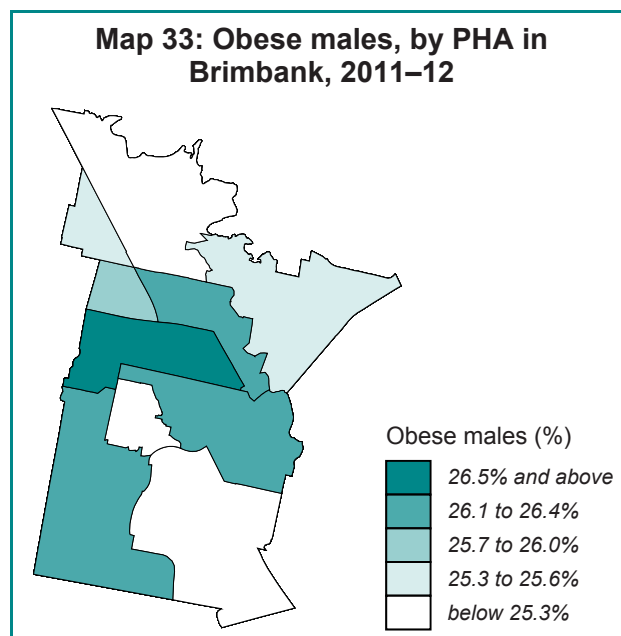 Map 33: Obese males, by PHA in
Brimbank, 2011–12
Obese males (%)
26.5% and above
26.1 to 26.4%
25.7 to 26.0%
25.3 to 25.6%
below 25.3%